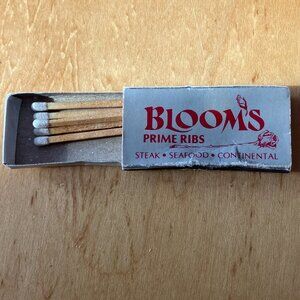 BLOOM'S
PRIME RIBS
STEAK • SEAFOOD • CONTINENTAL